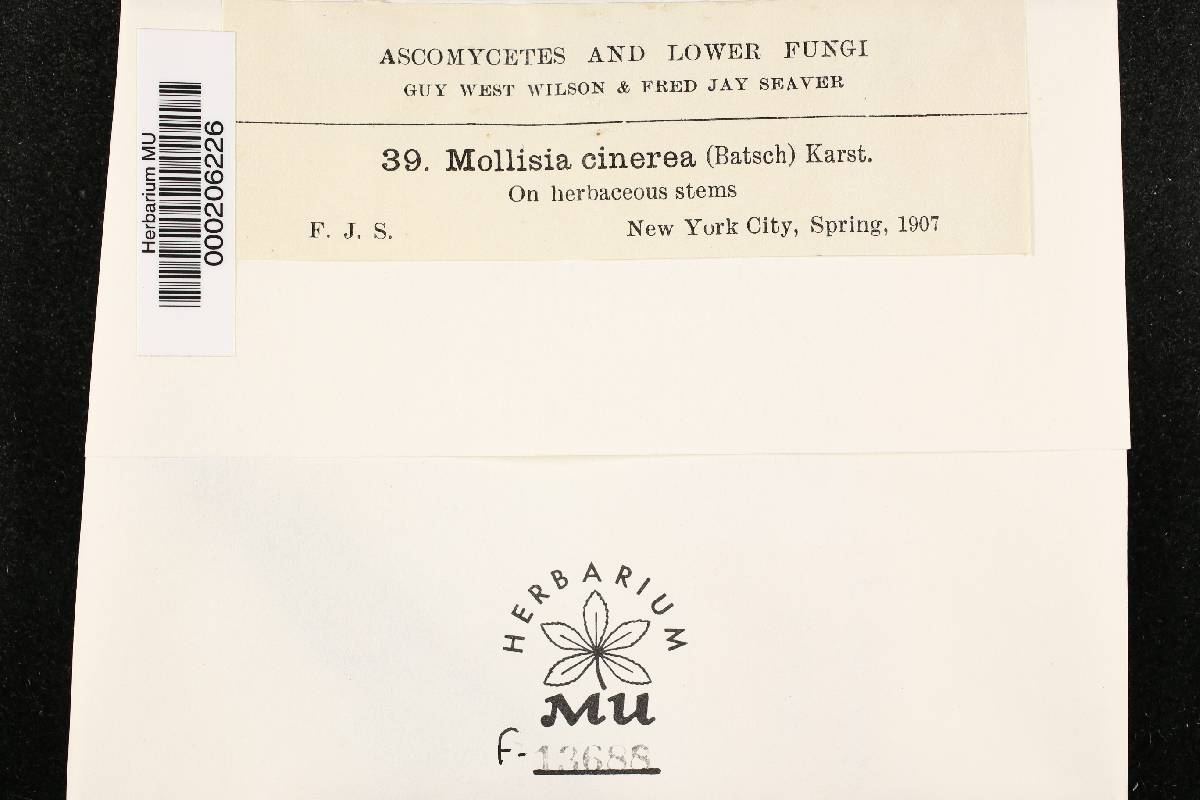 ASCOMYCETES AND LOWER FUNGI
GUY WEST WILSON & FRED JAY SEAVER
39. Mollisia cinerea (Batsch) Karst.
On herbaceous stems
F. J. S. New York City, Spring, 1907
Herbarium MU
000206226
HERBARIUM
MU
F-13688